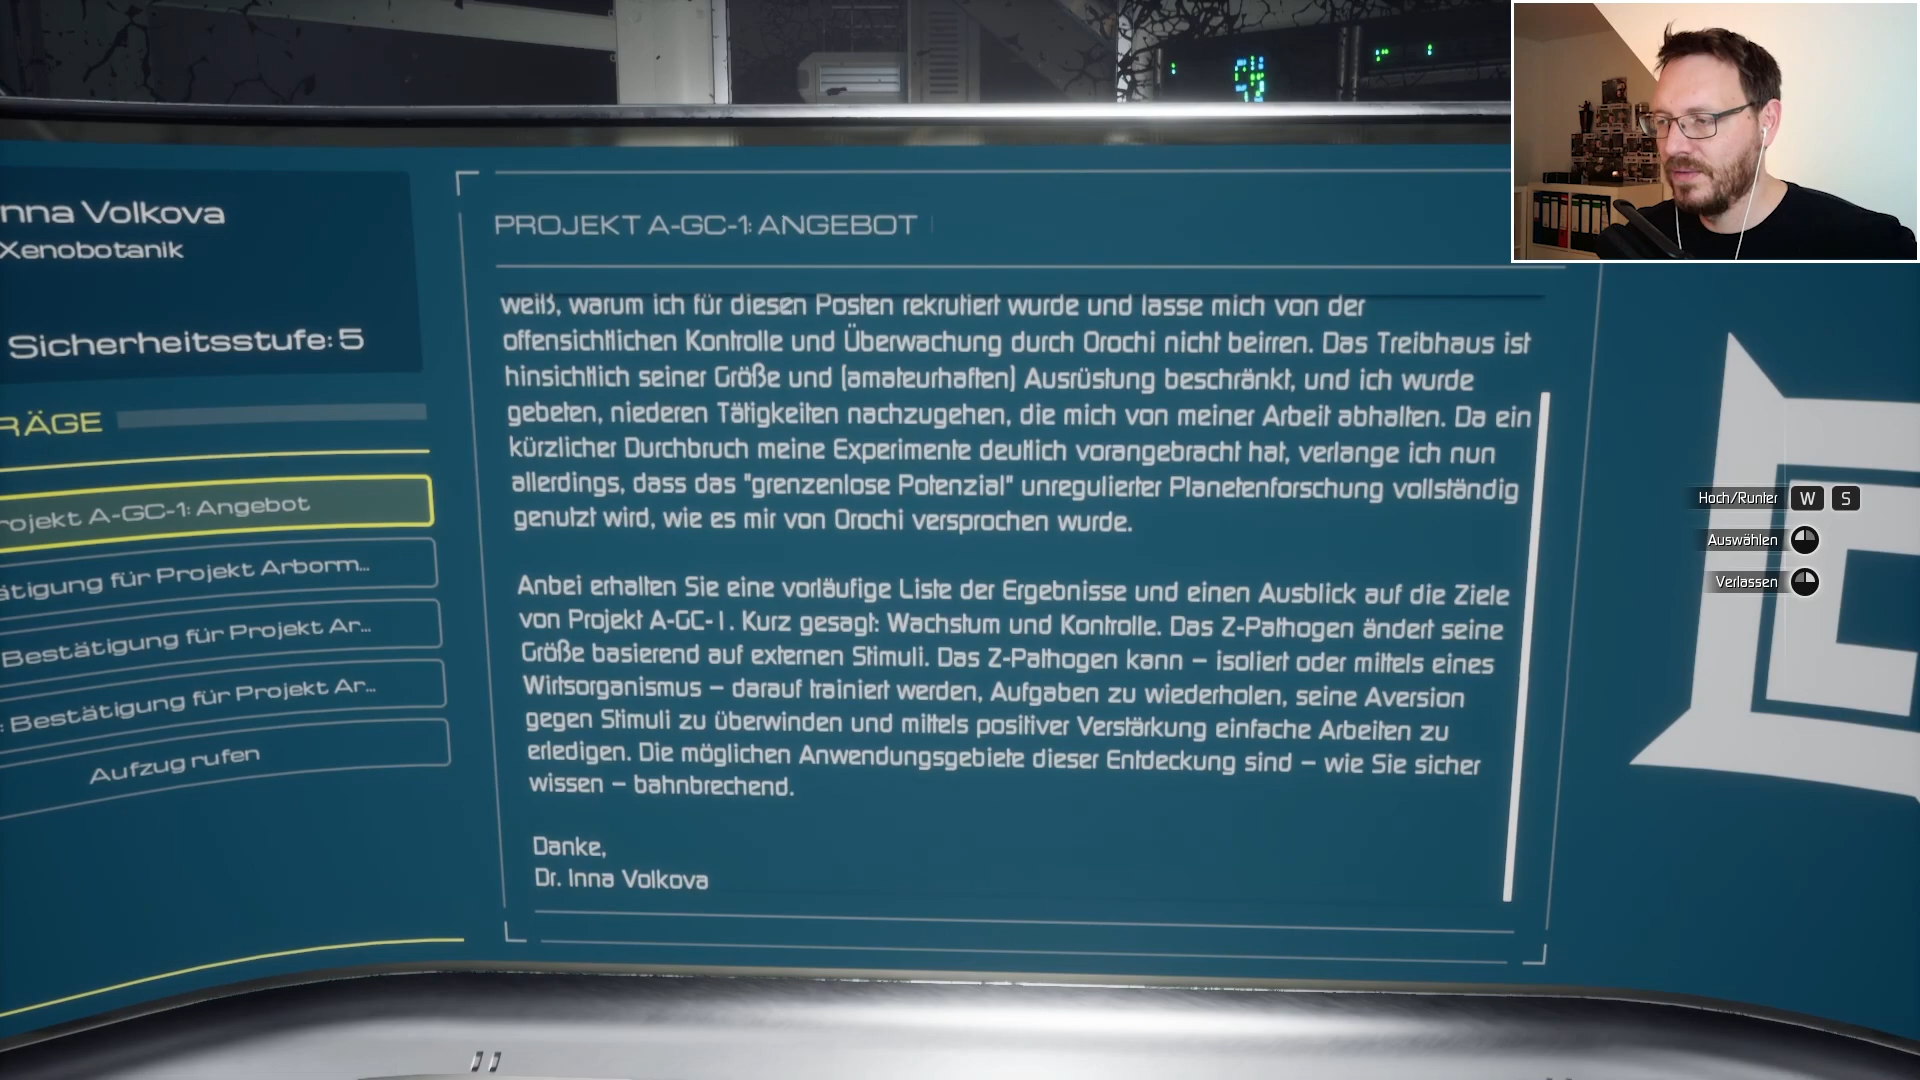 nna Volkova
Xenobotanik
Sicherheitsstufe: 5
RÄGE
rojekt A-GC-1: Angebot
ätigung für Projekt Arborm...
Bestätigung für Projekt Ar...
: Bestätigung für Projekt Ar...
Aufzug rufen
PROJEKT A-GC-1: ANGEBOT
weiß, warum ich für diesen Posten rekrutiert wurde und lasse mich von der
offensichtlichen Kontrolle und Überwachung durch Orochi nicht beirren. Das Treibhaus ist
hinsichtlich seiner Größe und (amateurhaften) Ausrüstung beschränkt, und ich wurde
gebeten, niederen Tätigkeiten nachzugehen, die mich von meiner Arbeit abhalten. Da ein
kürzlicher Durchbruch meine Experimente deutlich vorangebracht hat, verlange ich nun
allerdings, dass das "grenzenlose Potenzial" unregulierter Planetenforschung vollständig
genutzt wird, wie es mir von Orochi versprochen wurde.
Anbei erhalten Sie eine vorläufige Liste der Ergebnisse und einen Ausblick auf die Ziele
von Projekt A-GC-1. Kurz gesagt: Wachstum und Kontrolle. Das Z-Pathogen ändert seine
Größe basierend auf externen Stimuli. Das Z-Pathogen kann – isoliert oder mittels eines
Wirtsorganismus – darauf trainiert werden, Aufgaben zu wiederholen, seine Aversion
gegen Stimuli zu überwinden und mittels positiver Verstärkung einfache Arbeiten zu
erledigen. Die möglichen Anwendungsgebiete dieser Entdeckung sind – wie Sie sicher
wissen – bahnbrechend.
Danke,
Dr. Inna Volkova
Hoch/Runter W S
Auswählen
Verlassen